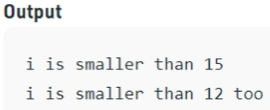 Output
i is smaller than 15
i is smaller than 12 too